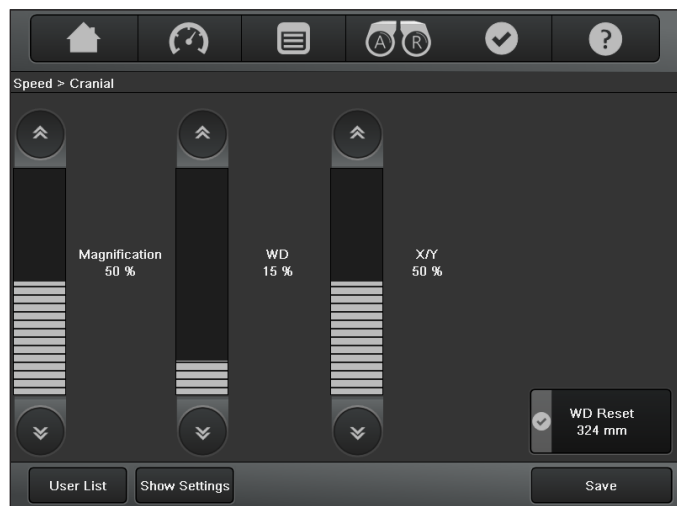 A R ?
Speed > Cranial
Magnification
50 %
WD
15 %
X/Y
50 %
WD Reset
324 mm
User List Show Settings Save